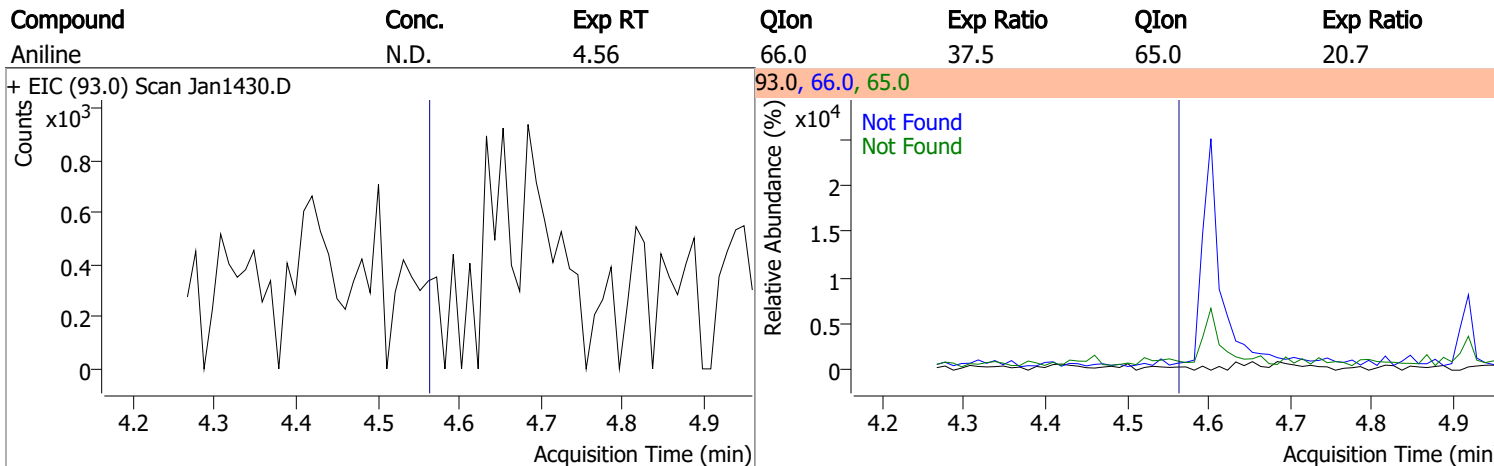 Compound Conc. Exp RT QIon Exp Ratio QIon Exp Ratio
Aniline N.D. 4.56 66.0 37.5 65.0 20.7
+ EIC (93.0) Scan Jan1430.D
Counts
x10³
0.8
0.6
0.4
0.2
0
4.2 4.3 4.4 4.5 4.6 4.7 4.8 4.9
Acquisition Time (min)
93.0, 66.0, 65.0
Relative Abundance (%)
x10⁴
Not Found
Not Found
2
1.5
1
0.5
0
4.2 4.3 4.4 4.5 4.6 4.7 4.8 4.9
Acquisition Time (min